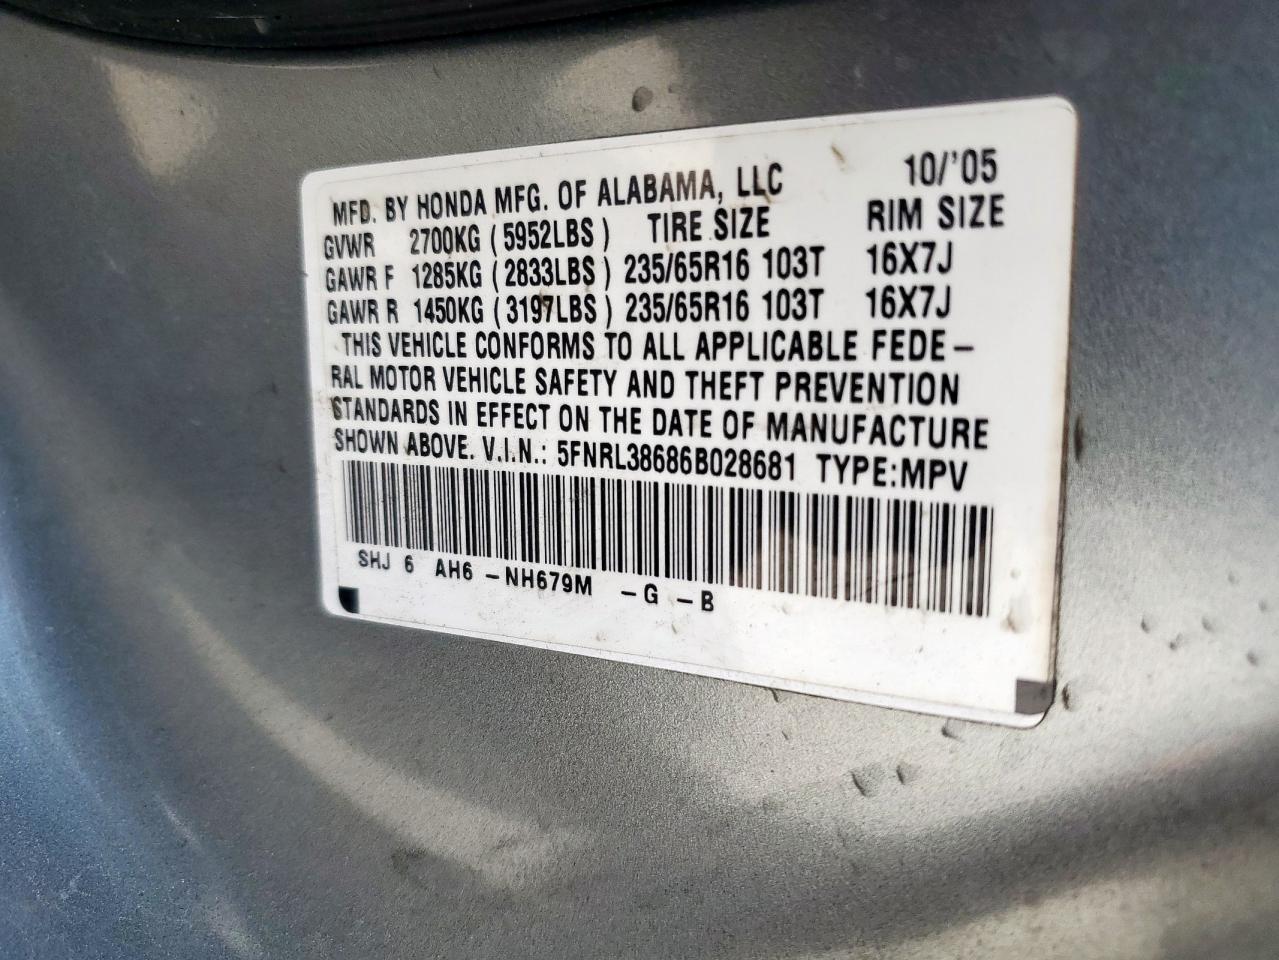 MFD. BY HONDA MFG. OF ALABAMA, LLC 10/'05
GVWR 2700KG ( 5952LBS ) TIRE SIZE RIM SIZE
GAWR F 1285KG ( 2833LBS ) 235/65R16 103T 16X7J
GAWR R 1450KG ( 3197LBS ) 235/65R16 103T 16X7J
THIS VEHICLE CONFORMS TO ALL APPLICABLE FEDE-
RAL MOTOR VEHICLE SAFETY AND THEFT PREVENTION
STANDARDS IN EFFECT ON THE DATE OF MANUFACTURE
SHOWN ABOVE. V.I.N.: 5FNRL38686B028681 TYPE:MPV
SHJ 6 AH6 -NH679M -G -B